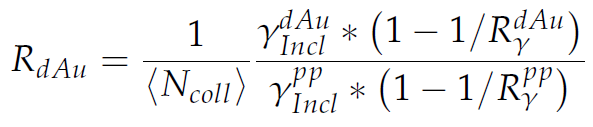 R_{dAu} = \frac{1}{\langle N_{coll} \rangle} \frac{\gamma_{Incl}^{dAu} * (1 - 1/R_{\gamma}^{dAu})}{\gamma_{Incl}^{pp} * (1 - 1/R_{\gamma}^{pp})}